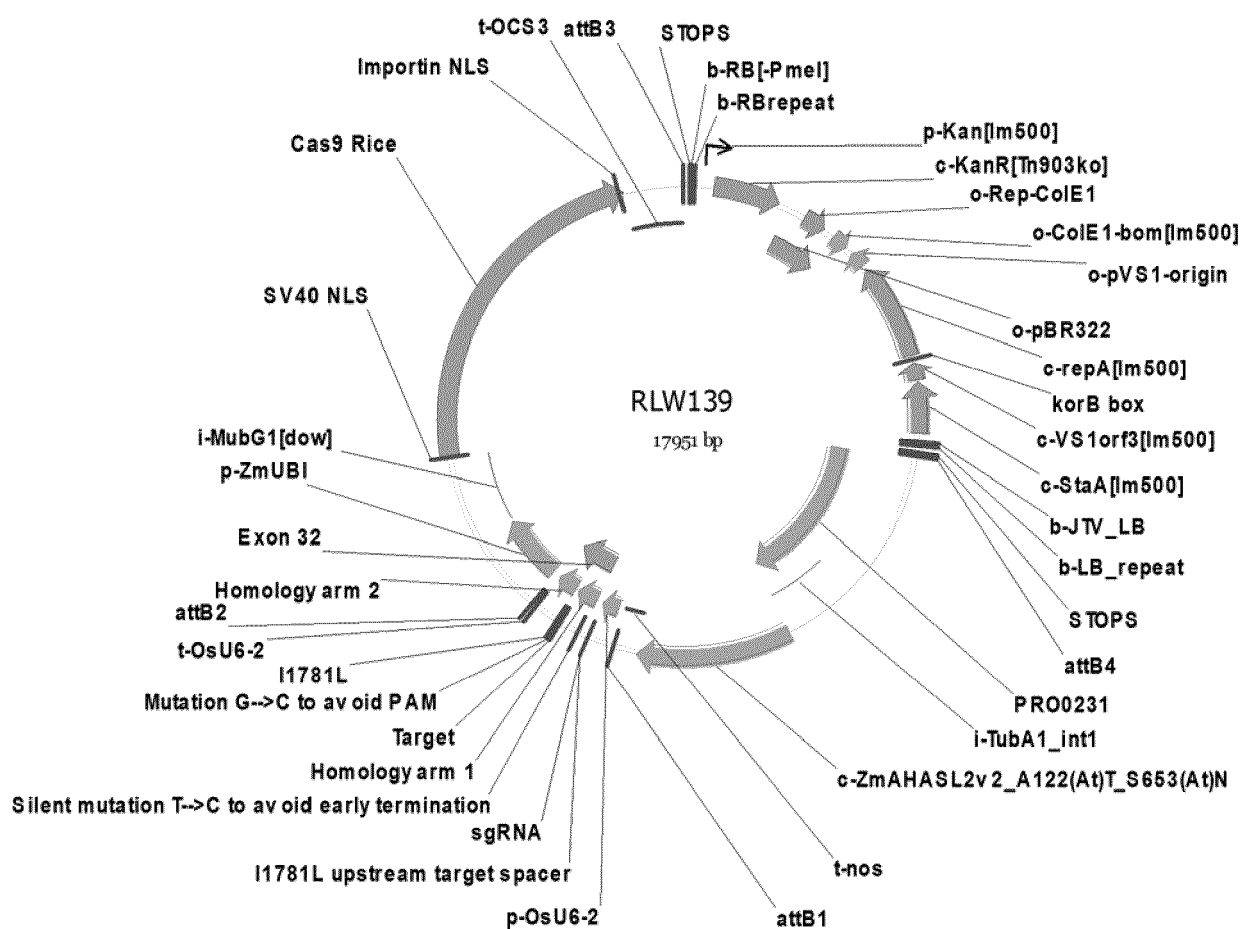 t-OCS3
attB3
STOPS
Importin NLS
b-RB[-PmeI]
b-RBrepeat
Cas9 Rice
p-Kan[lm500]
c-KanR[Tn903ko]
o-Rep-ColE1
o-ColE1-bom[lm500]
o-pVS1-origin
SV40 NLS
o-pBR322
c-repA[lm500]
korB box
c-VS1orf3[lm500]
c-StaA[lm500]
RLW139
17951 bp
i-MubG1[dow]
p-ZmUBI
Exon 32
b-JTV_LB
b-LB_repeat
STOPS
attB4
Homology arm 2
attB2
t-OsU6-2
I1781L
Mutation G-->C to avoid PAM
Target
Homology arm 1
Silent mutation T-->C to avoid early termination
sgRNA
I1781L upstream target spacer
p-OsU6-2
PRO0231
i-TubA1_int1
c-ZmAHASL2v2_A122(At)T_S653(At)N
t-nos
attB1